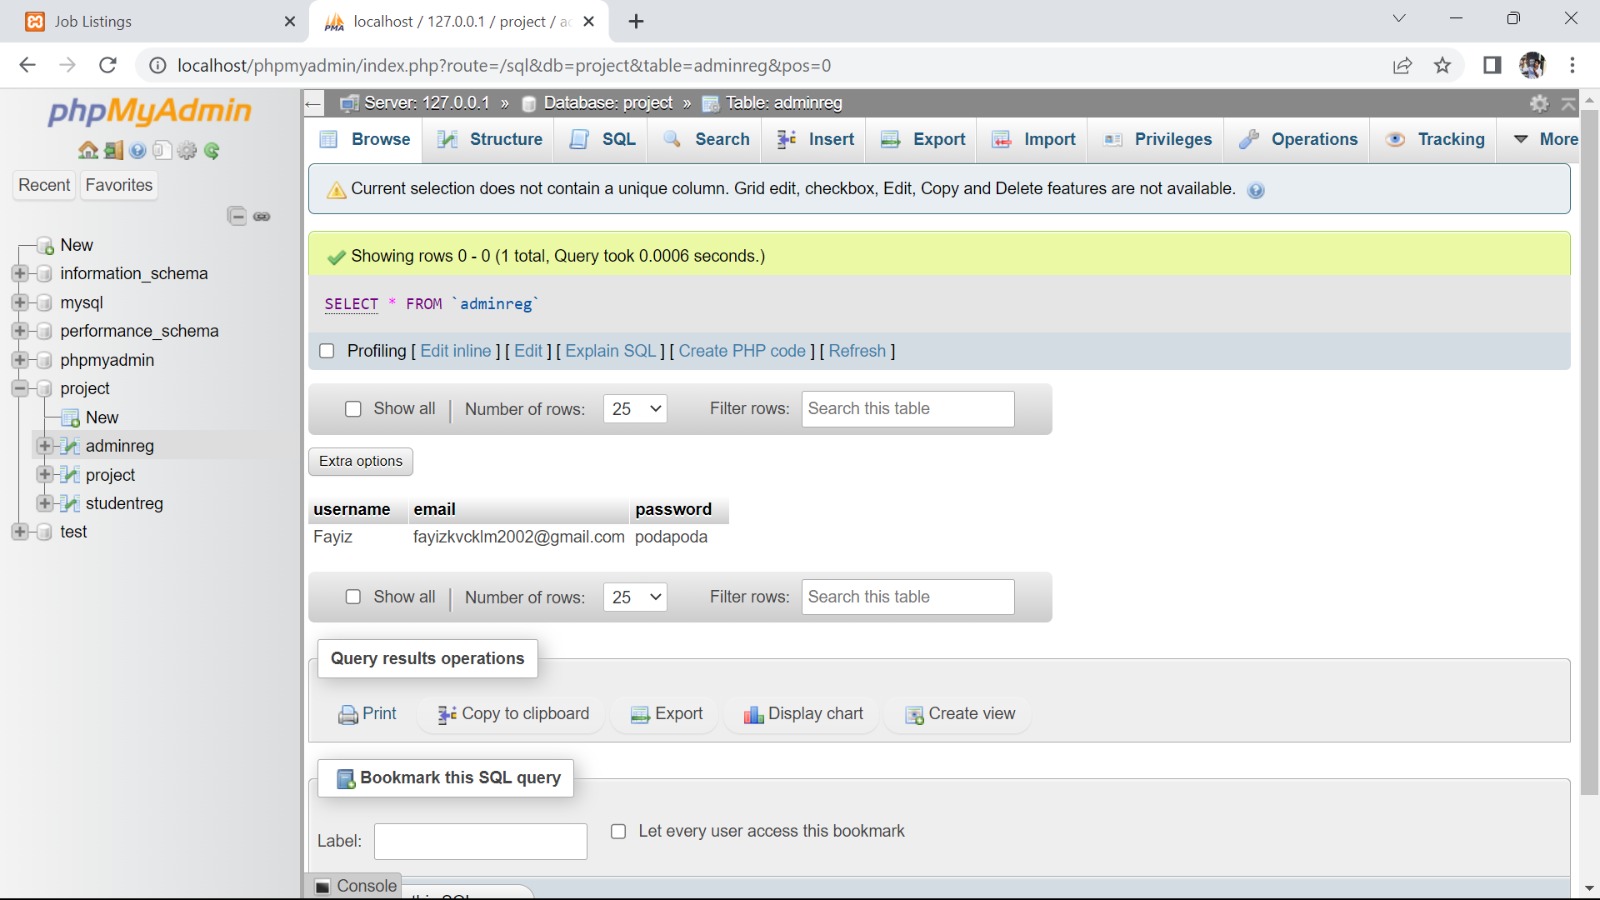 Job Listings
localhost / 127.0.0.1 / project / ac
localhost/phpmyadmin/index.php?route=/sql&db=project&table=adminreg&pos=0
phpMyAdmin
Recent Favorites
New
information_schema
mysql
performance_schema
phpmyadmin
project
New
adminreg
project
studentreg
test
Server: 127.0.0.1 » Database: project » Table: adminreg
Browse Structure SQL Search Insert Export Import Privileges Operations Tracking More
Current selection does not contain a unique column. Grid edit, checkbox, Edit, Copy and Delete features are not available.
Showing rows 0 - 0 (1 total, Query took 0.0006 seconds.)
SELECT * FROM `adminreg`
Profiling [ Edit inline ] [ Edit ] [ Explain SQL ] [ Create PHP code ] [ Refresh ]
Show all | Number of rows: 25 Filter rows: Search this table
Extra options
username email password
Fayiz fayizkvcklm2002@gmail.com podapoda
Show all | Number of rows: 25 Filter rows: Search this table
Query results operations
Print Copy to clipboard Export Display chart Create view
Bookmark this SQL query
Label: Let every user access this bookmark
Console